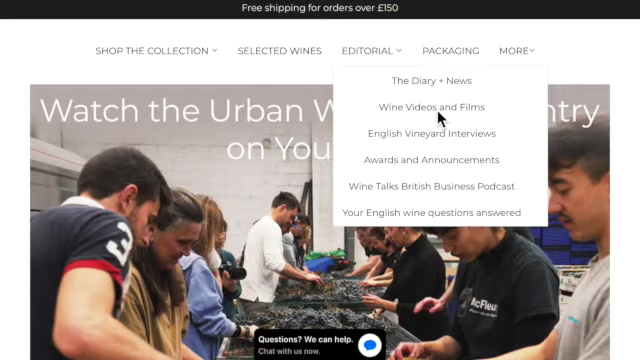 Free shipping for orders over £150
SHOP THE COLLECTION SELECTED WINES EDITORIAL PACKAGING MORE
The Diary + News
Wine Videos and Films
English Vineyard Interviews
Awards and Announcements
Wine Talks British Business Podcast
Your English wine questions answered
Watch the Urban
on You
3
McFleur
Questions? We can help.
Chat with us now.